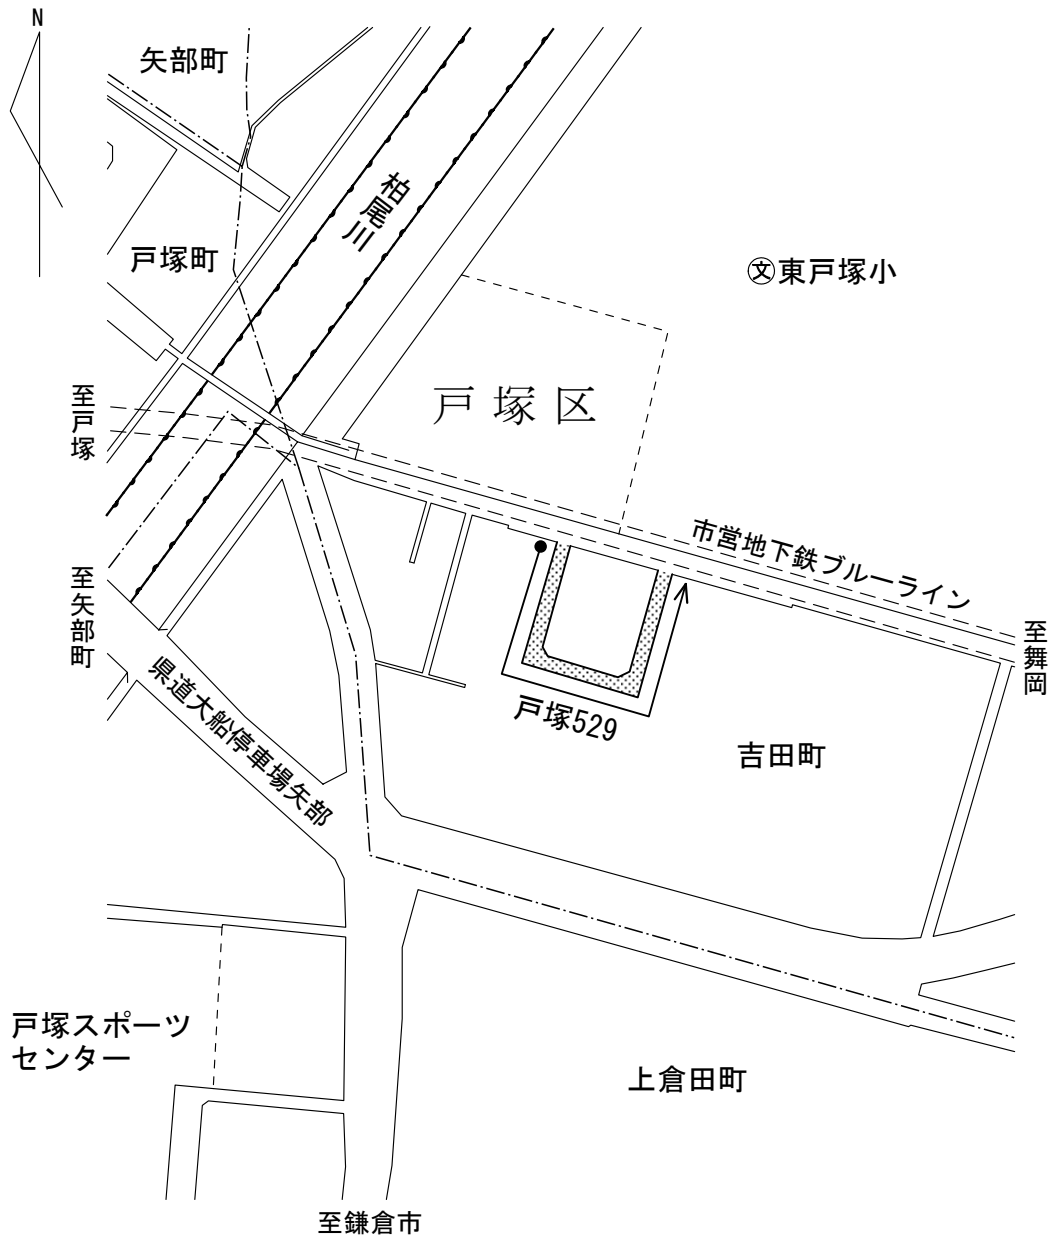 N
矢部町
柏尾川
戸塚町
文東戸塚小
至戸塚
戸塚区
市営地下鉄ブルーライン
至矢部町
至舞岡
県道大船停車場矢部
戸塚529
吉田町
戸塚スポーツ
センター
上倉田町
至鎌倉市